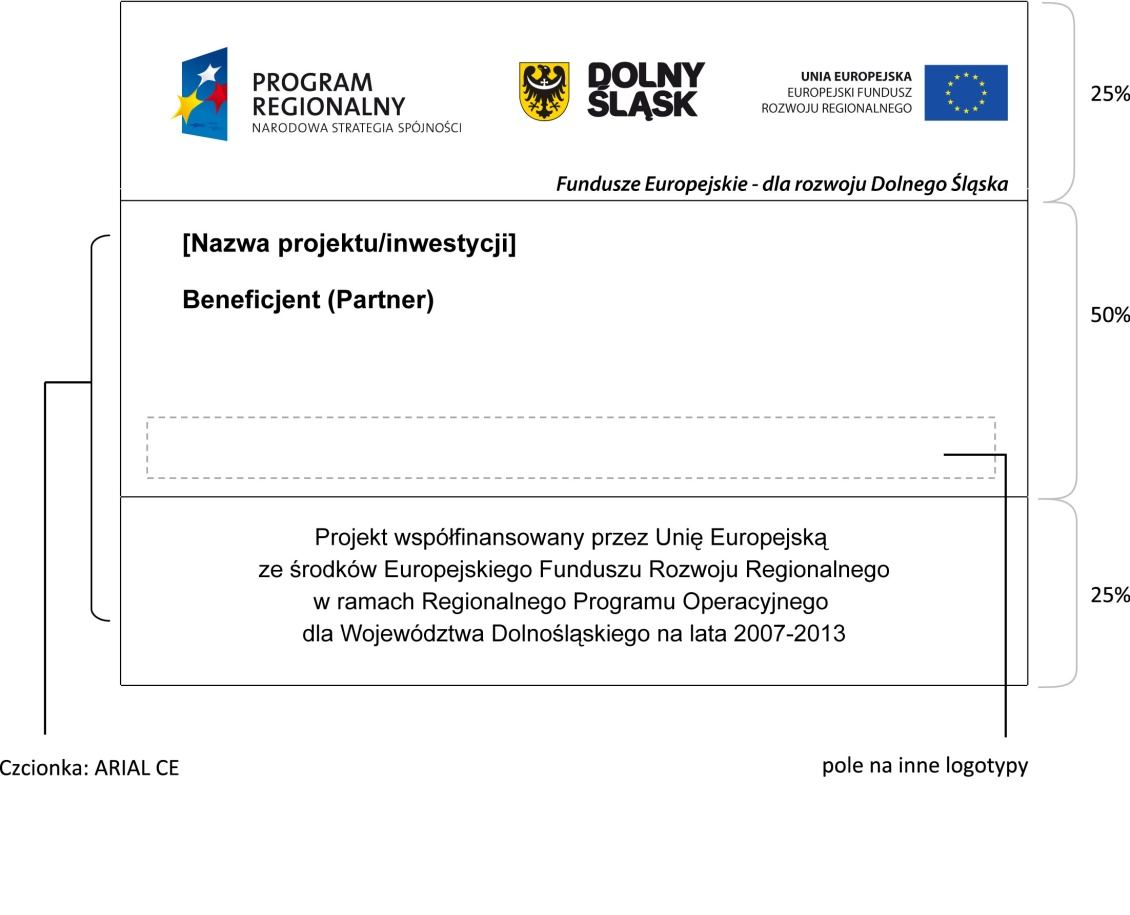 PROGRAM
REGIONALNY
NARODOWA STRATEGIA SPÓJNOŚCI
DOLNY
ŚLĄSK
UNIA EUROPEJSKA
EUROPEJSKI FUNDUSZ
ROZWOJU REGIONALNEGO
25%
Fundusze Europejskie - dla rozwoju Dolnego Śląska
[Nazwa projektu/inwestycji]
Beneficjent (Partner)
50%
Projekt współfinansowany przez Unię Europejską
ze środków Europejskiego Funduszu Rozwoju Regionalnego
w ramach Regionalnego Programu Operacyjnego
dla Województwa Dolnośląskiego na lata 2007-2013
25%
Czcionka: ARIAL CE
pole na inne logotypy